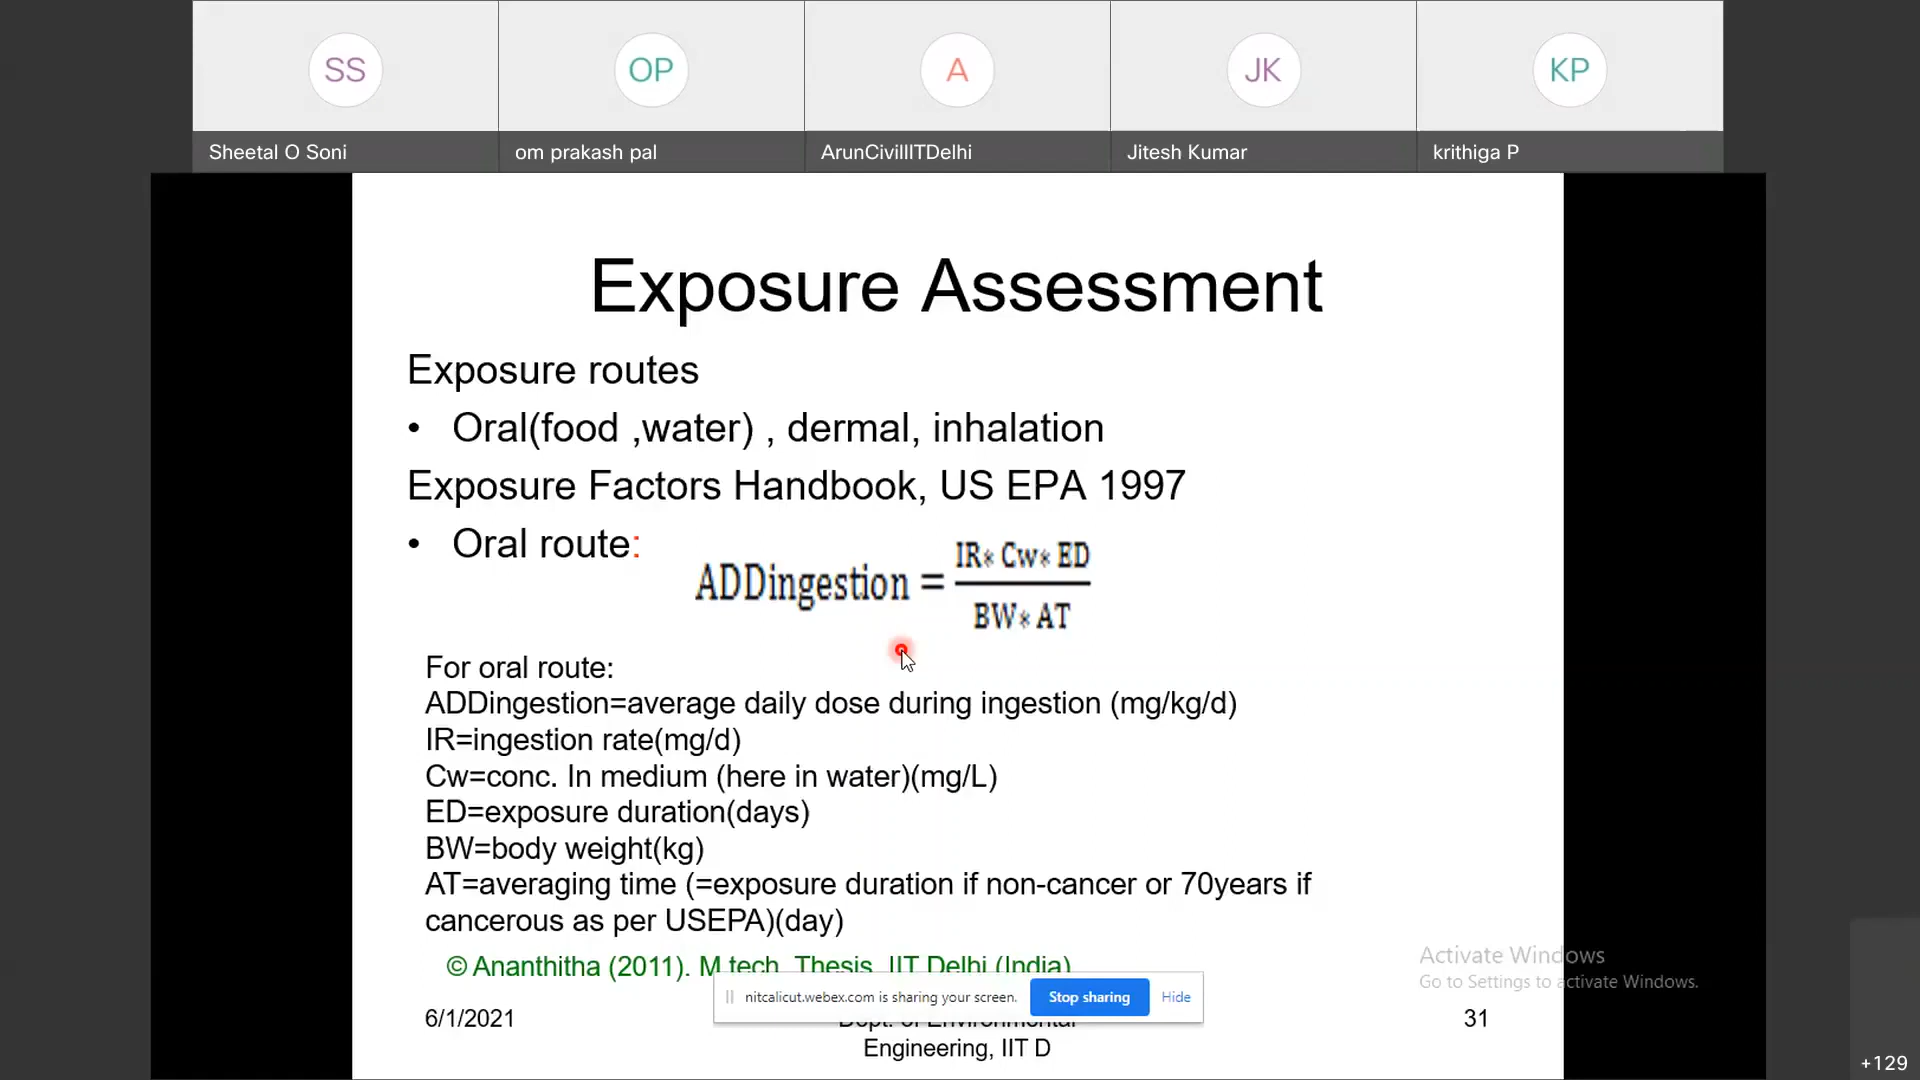 SS
OP
A
JK
KP
Sheetal O Soni
om prakash pal
ArunCivilIITDelhi
Jitesh Kumar
krithiga P
Exposure Assessment
Exposure routes
• Oral(food ,water) , dermal, inhalation
Exposure Factors Handbook, US EPA 1997
• Oral route:
ADDingestion = IR* Cw* ED / BW* AT
For oral route:
ADDingestion=average daily dose during ingestion (mg/kg/d)
IR=ingestion rate(mg/d)
Cw=conc. In medium (here in water)(mg/L)
ED=exposure duration(days)
BW=body weight(kg)
AT=averaging time (=exposure duration if non-cancer or 70years if
cancerous as per USEPA)(day)
© Ananthitha (2011). M.tech. Thesis, IIT Delhi (India)
nitcalicut.webex.com is sharing your screen.
Stop sharing
Hide
6/1/2021
Dept. of Environmental
Engineering, IIT D
31
Activate Windows
Go to Settings to activate Windows.
+129